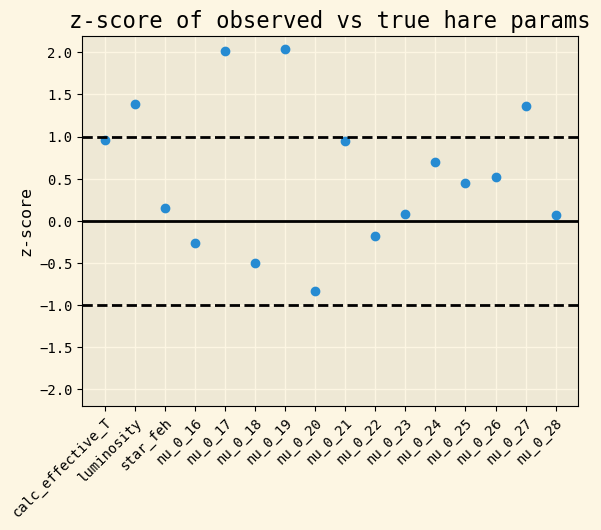 z-score of observed vs true hare params
z-score
2.0
1.5
1.0
0.5
0.0
−0.5
−1.0
−1.5
−2.0
calc_effective_T
luminosity
star_feh
nu_0_16
nu_0_17
nu_0_18
nu_0_19
nu_0_20
nu_0_21
nu_0_22
nu_0_23
nu_0_24
nu_0_25
nu_0_26
nu_0_27
nu_0_28